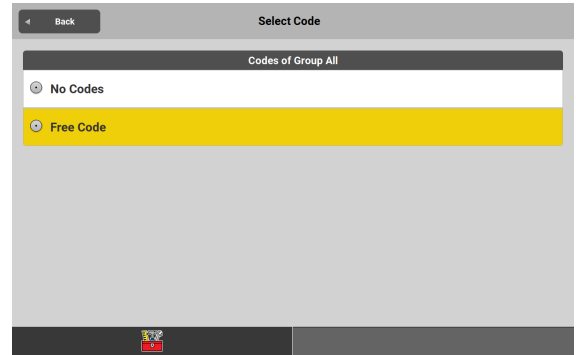 Back
Select Code
Codes of Group All
No Codes
Free Code